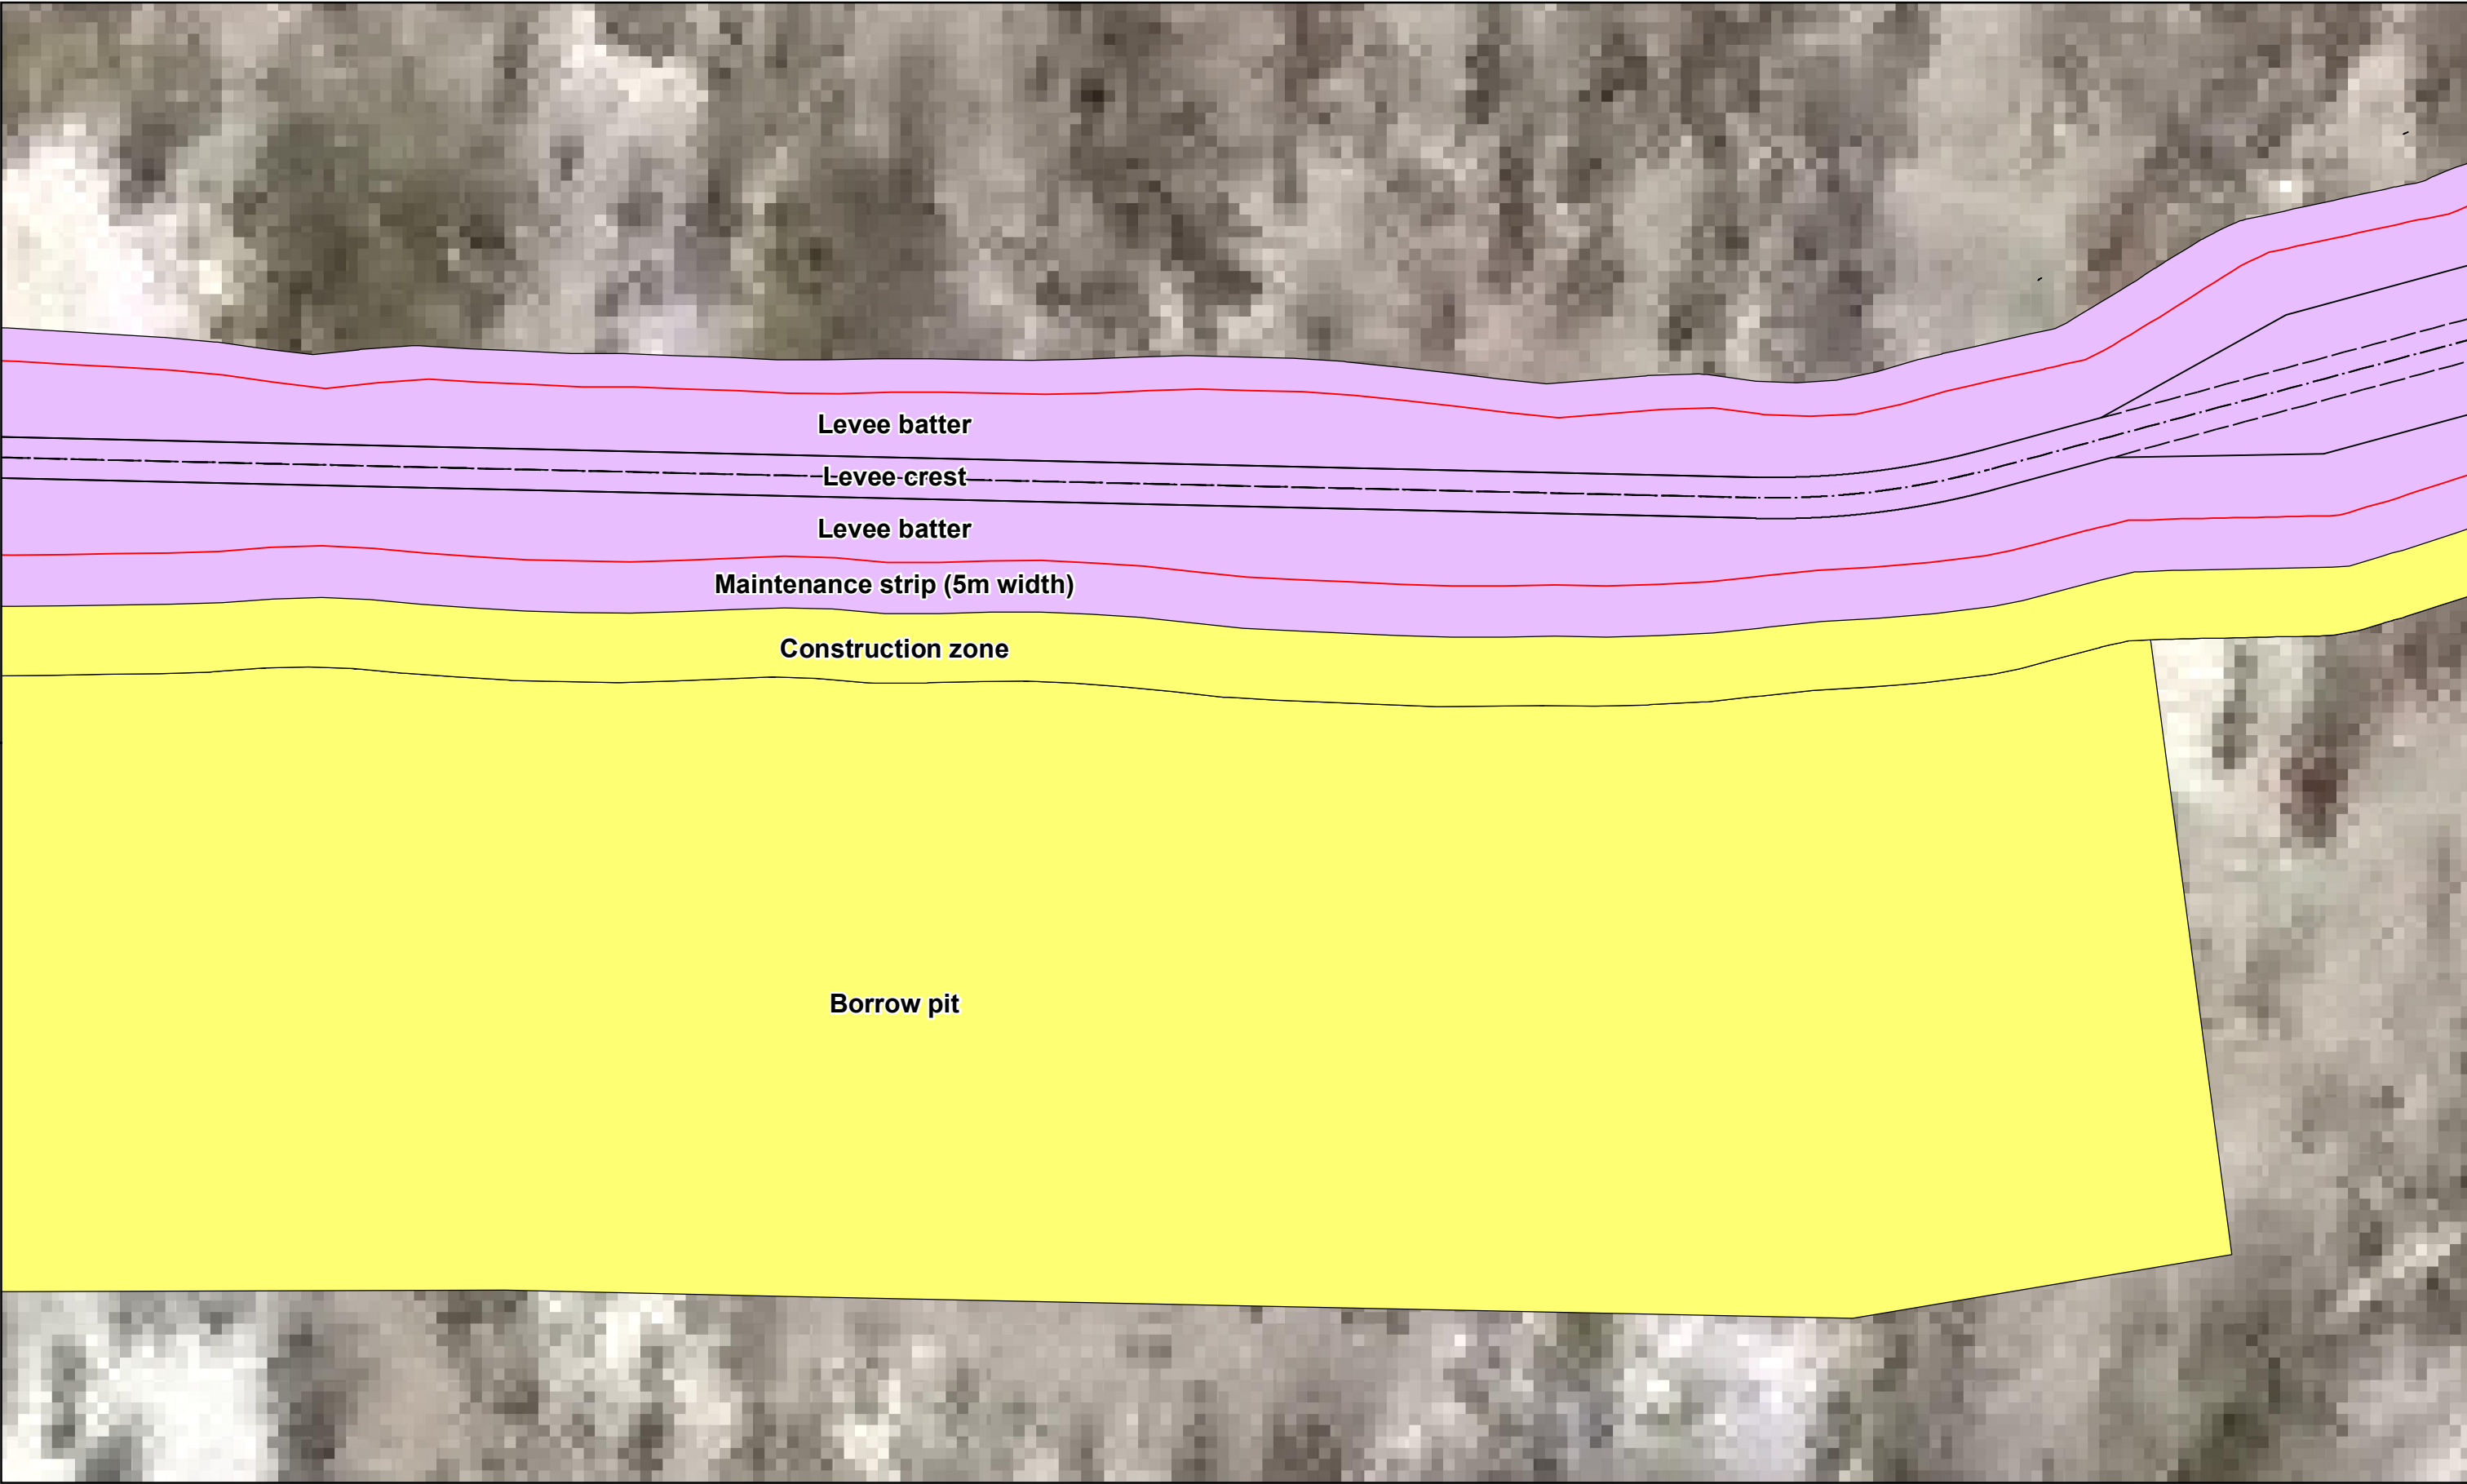 Levee batter
Levee crest
Levee batter
Maintenance strip (5m width)
Construction zone
Borrow pit